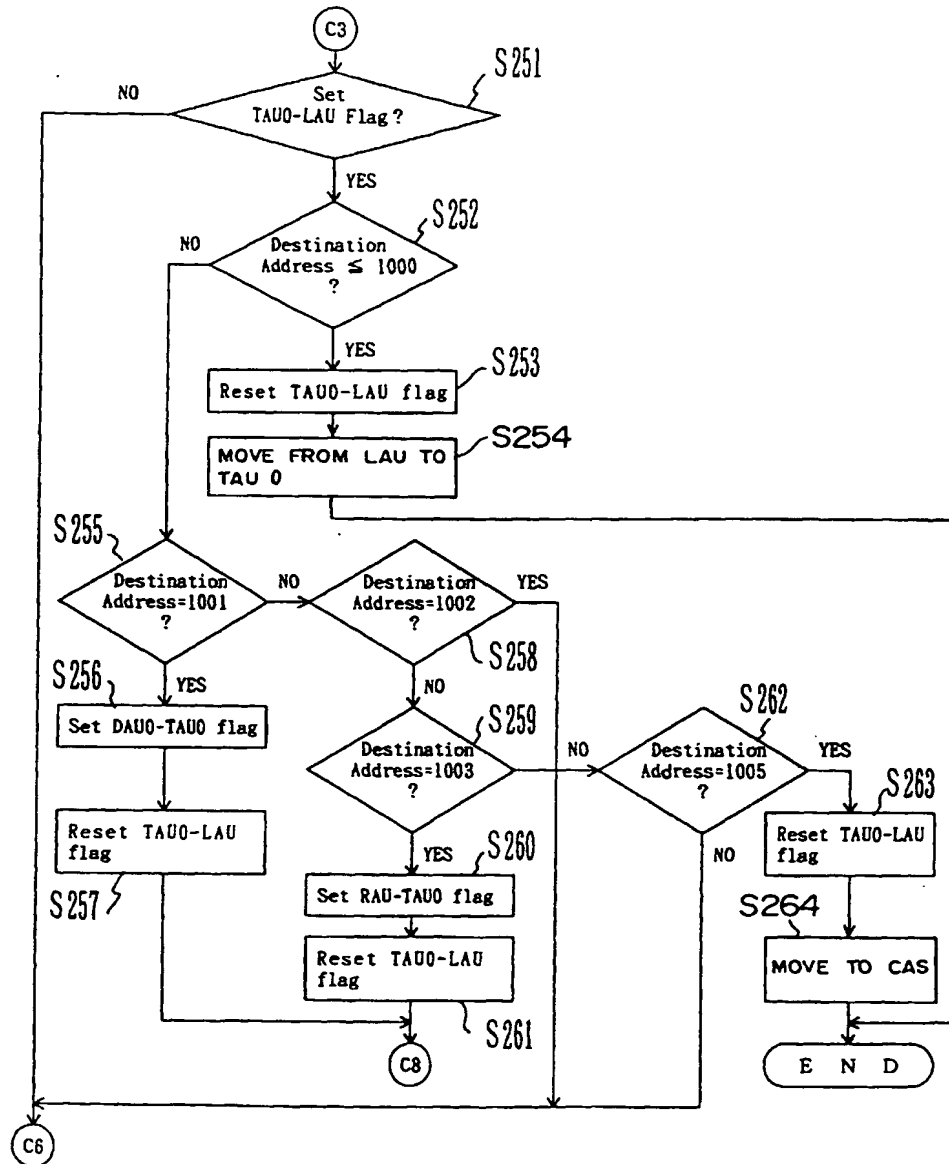 C3
S251
NO
Set
TAU0-LAU Flag?
YES
S252
NO
Destination
Address ≦ 1000
?
YES
S253
Reset TAU0-LAU flag
S254
MOVE FROM LAU TO
TAU 0
S255
Destination
Address=1001
?
NO
Destination
Address=1002
?
YES
S258
S256
YES
NO
Set DAU0-TAU0 flag
S259
Destination
Address=1003
?
NO
S262
Destination
Address=1005
?
YES
S263
Reset TAU0-LAU
flag
S257
YES
S260
NO
Reset TAU0-LAU
flag
Set RAU-TAU0 flag
S264
Reset TAU0-LAU
flag
S261
MOVE TO CAS
C8
E N D
C6